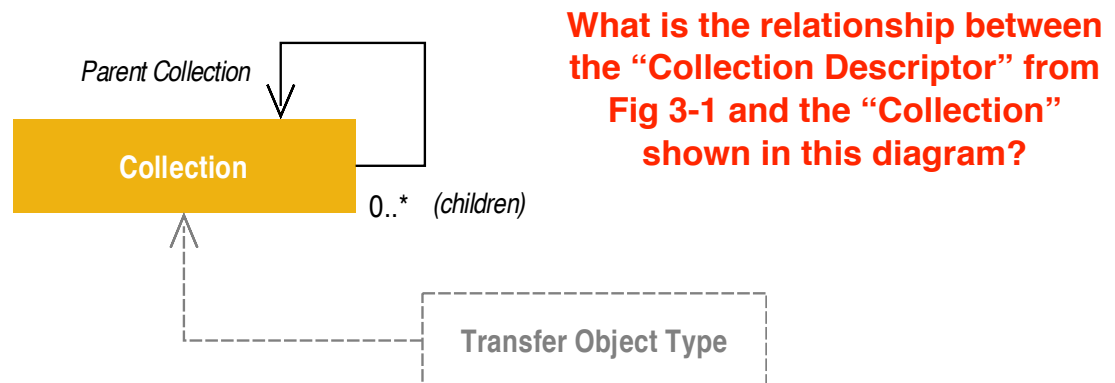 What is the relationship between
the “Collection Descriptor” from
Fig 3-1 and the “Collection”
shown in this diagram?
Parent Collection
Collection
0..* (children)
Transfer Object Type